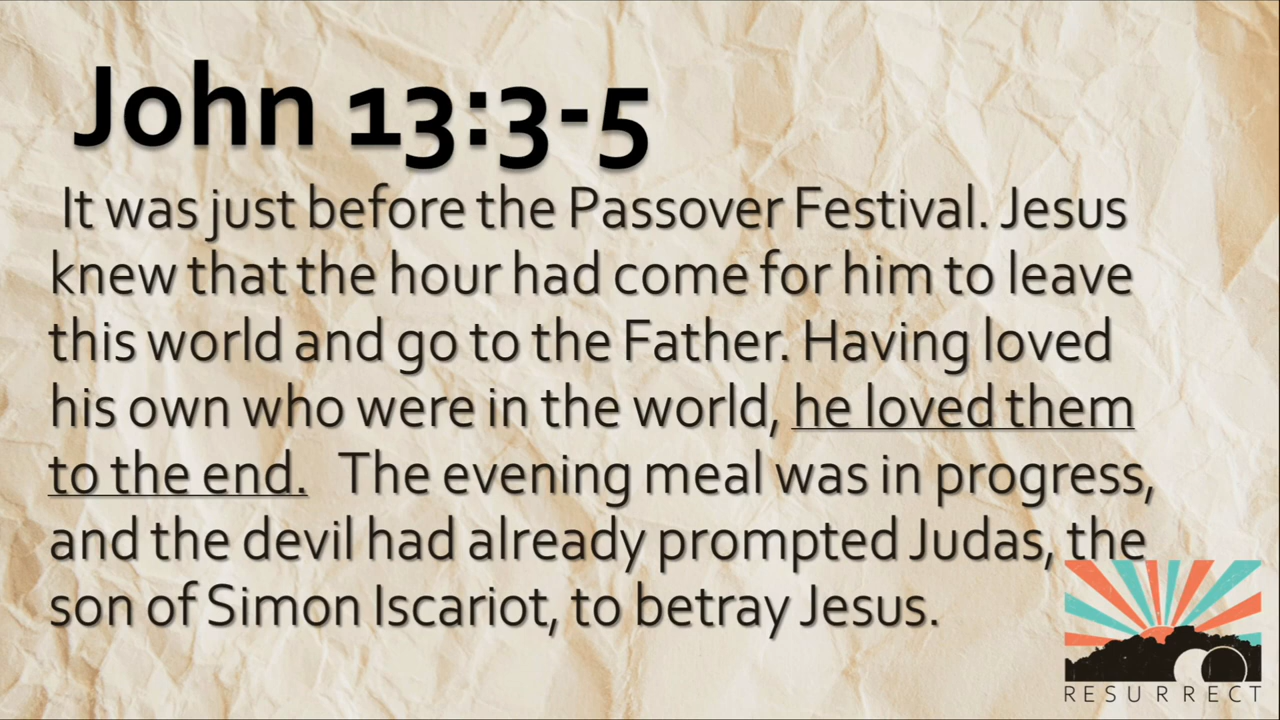 John 13:3-5
It was just before the Passover Festival. Jesus
knew that the hour had come for him to leave
this world and go to the Father. Having loved
his own who were in the world, he loved them
to the end. The evening meal was in progress,
and the devil had already prompted Judas, the
son of Simon Iscariot, to betray Jesus.
RESURRECT